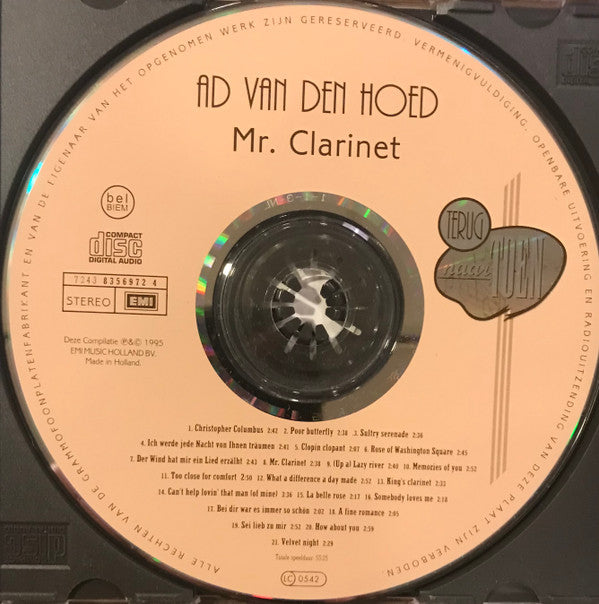 ALLE RECHTEN VAN DE GRAMMOFOONPLATENFABRIKANT EN VAN DE EIGENAAR VAN HET OPGENOMEN WERK ZIJN GERESERVEERD. VERMENIGVULDIGING, OPENBARE UITVOERING EN RADIOUITZENDING VAN DEZE PLAAT ZIJN VERBODEN.
AD VAN DEN HOED
Mr. Clarinet
bel
BIEM
COMPACT
disc
DIGITAL AUDIO
7243 8356972 4
STEREO EMI
Deze Compilatie ℗&© 1995
EMI MUSIC HOLLAND BV.
Made in Holland.
TERUG
naar
TOEN
1. Christopher Columbus 2:42 2. Poor butterfly 2:38 3. Sultry serenade 2:36
4. Ich werde jede Nacht von Ihnen träumen 2:41 5. Clopin clopant 2:07 6. Rose of Washington Square 2:45
7. Der Wind hat mir ein Lied erzählt 2:43 8. Mr. Clarinet 2:38 9. (Up a) Lazy river 2:40 10. Memories of you 2:52
11. Too close for comfort 2:50 12. What a difference a day made 2:52 13. King's clarinet 2:33
14. Can't help lovin' that man (of mine) 2:36 15. La belle rose 2:17 16. Somebody loves me 2:18
17. Bei dir war es immer so schön 2:02 18. A fine romance 2:05
19. Sei lieb zu mir 2:52 20. How about you 2:59
21. Velvet night 2:29
Totale speelduur: 55:05
LC 0542